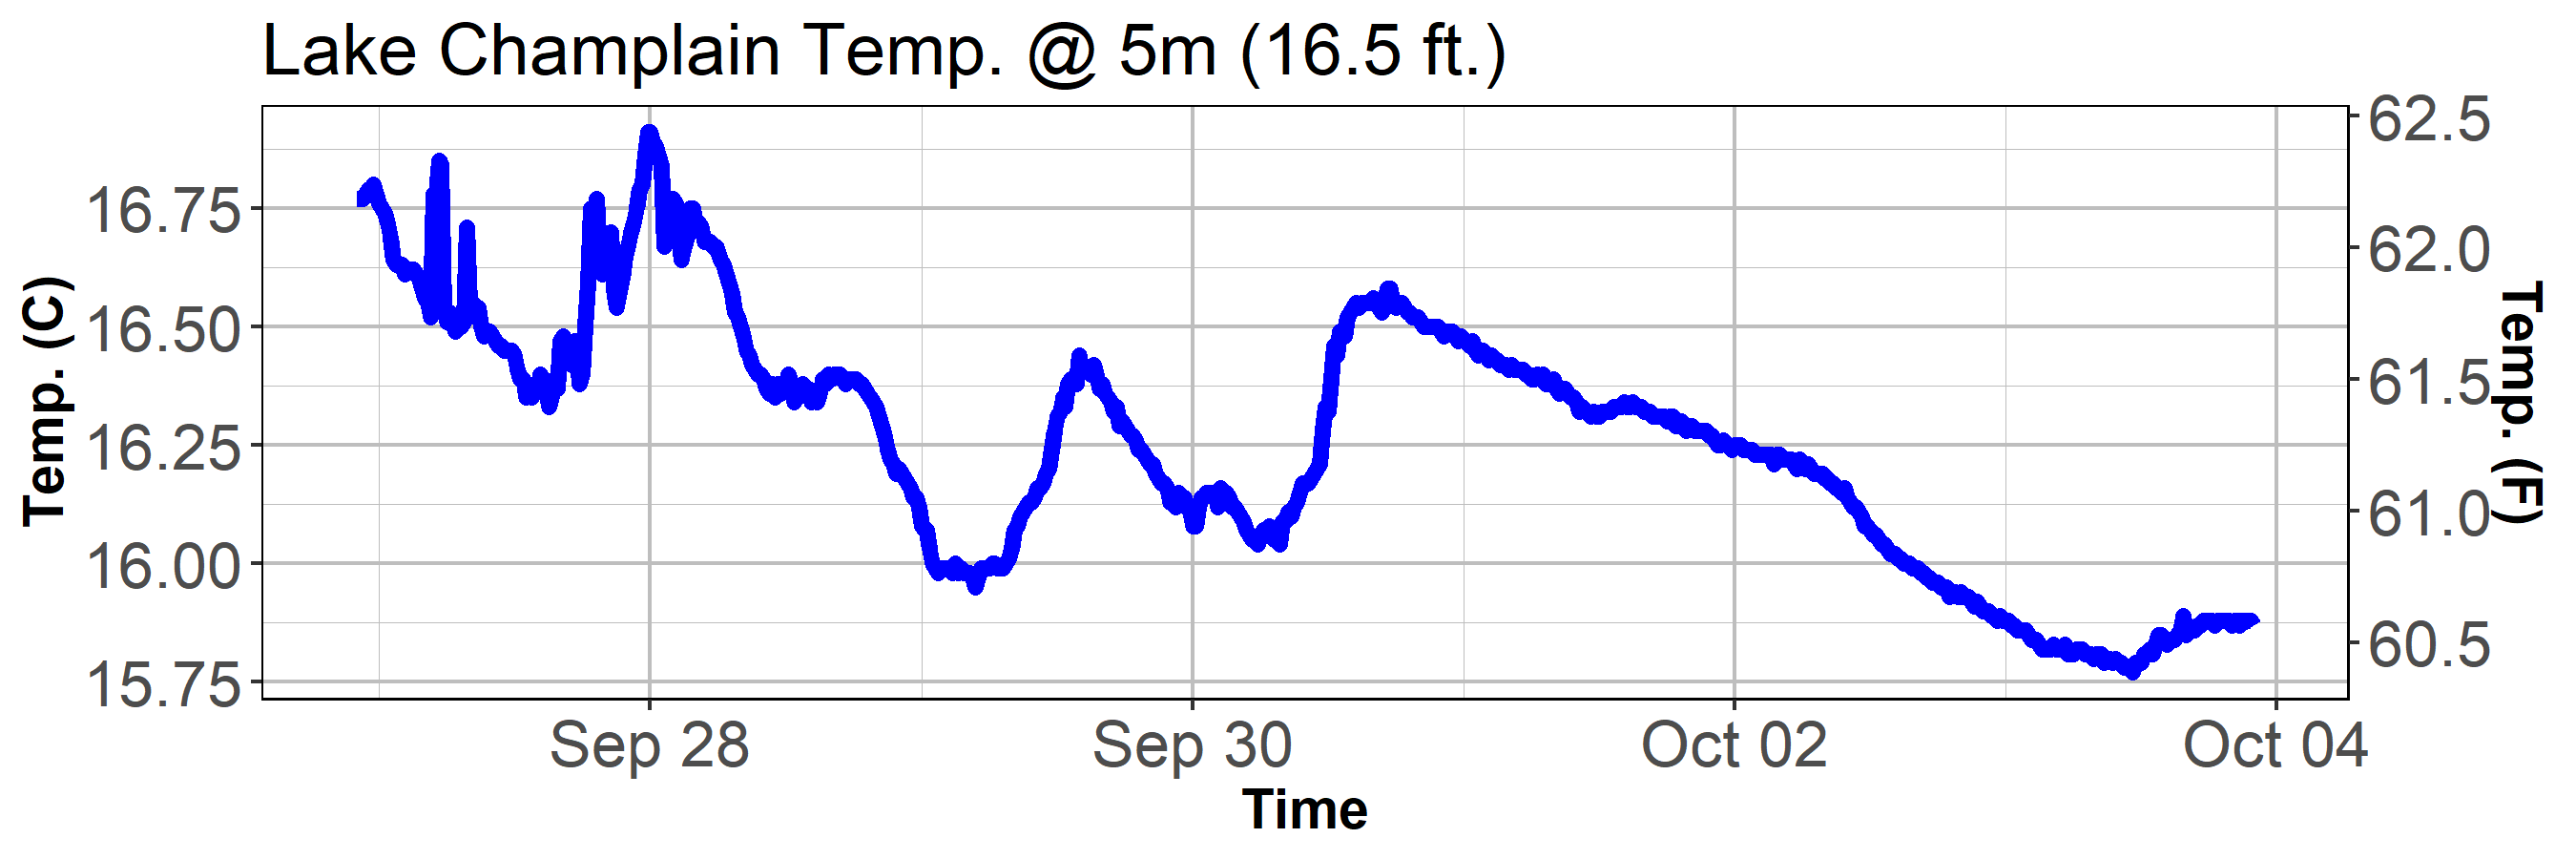 Lake Champlain Temp. @ 5m (16.5 ft.)
Temp. (C)
16.75
16.50
16.25
16.00
15.75
62.5
62.0
61.5
61.0
60.5
Temp. (F)
Sep 28 Sep 30 Oct 02 Oct 04
Time